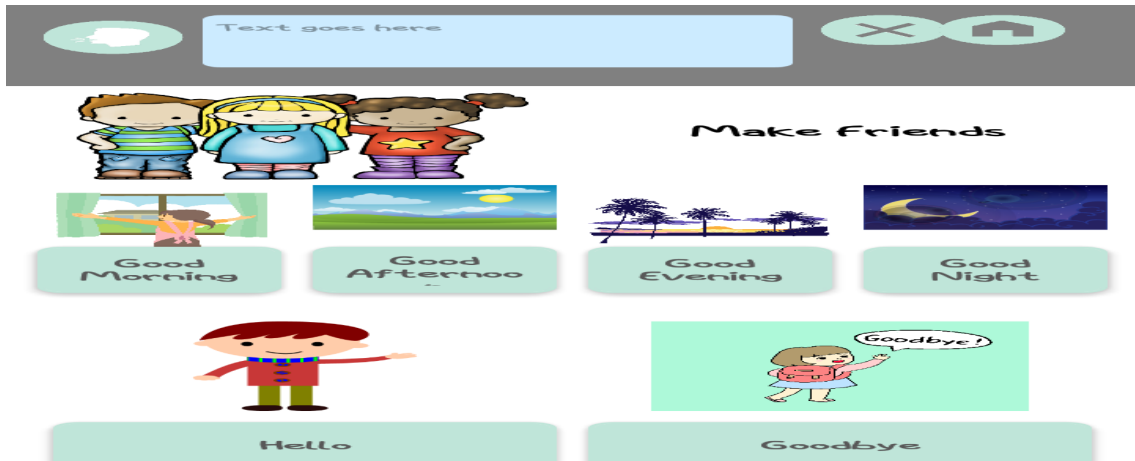 Text goes here
Make Friends
Good
Morning
Good
Afternoo
Good
Evening
Good
Night
Goodbye!
Hello
Goodbye